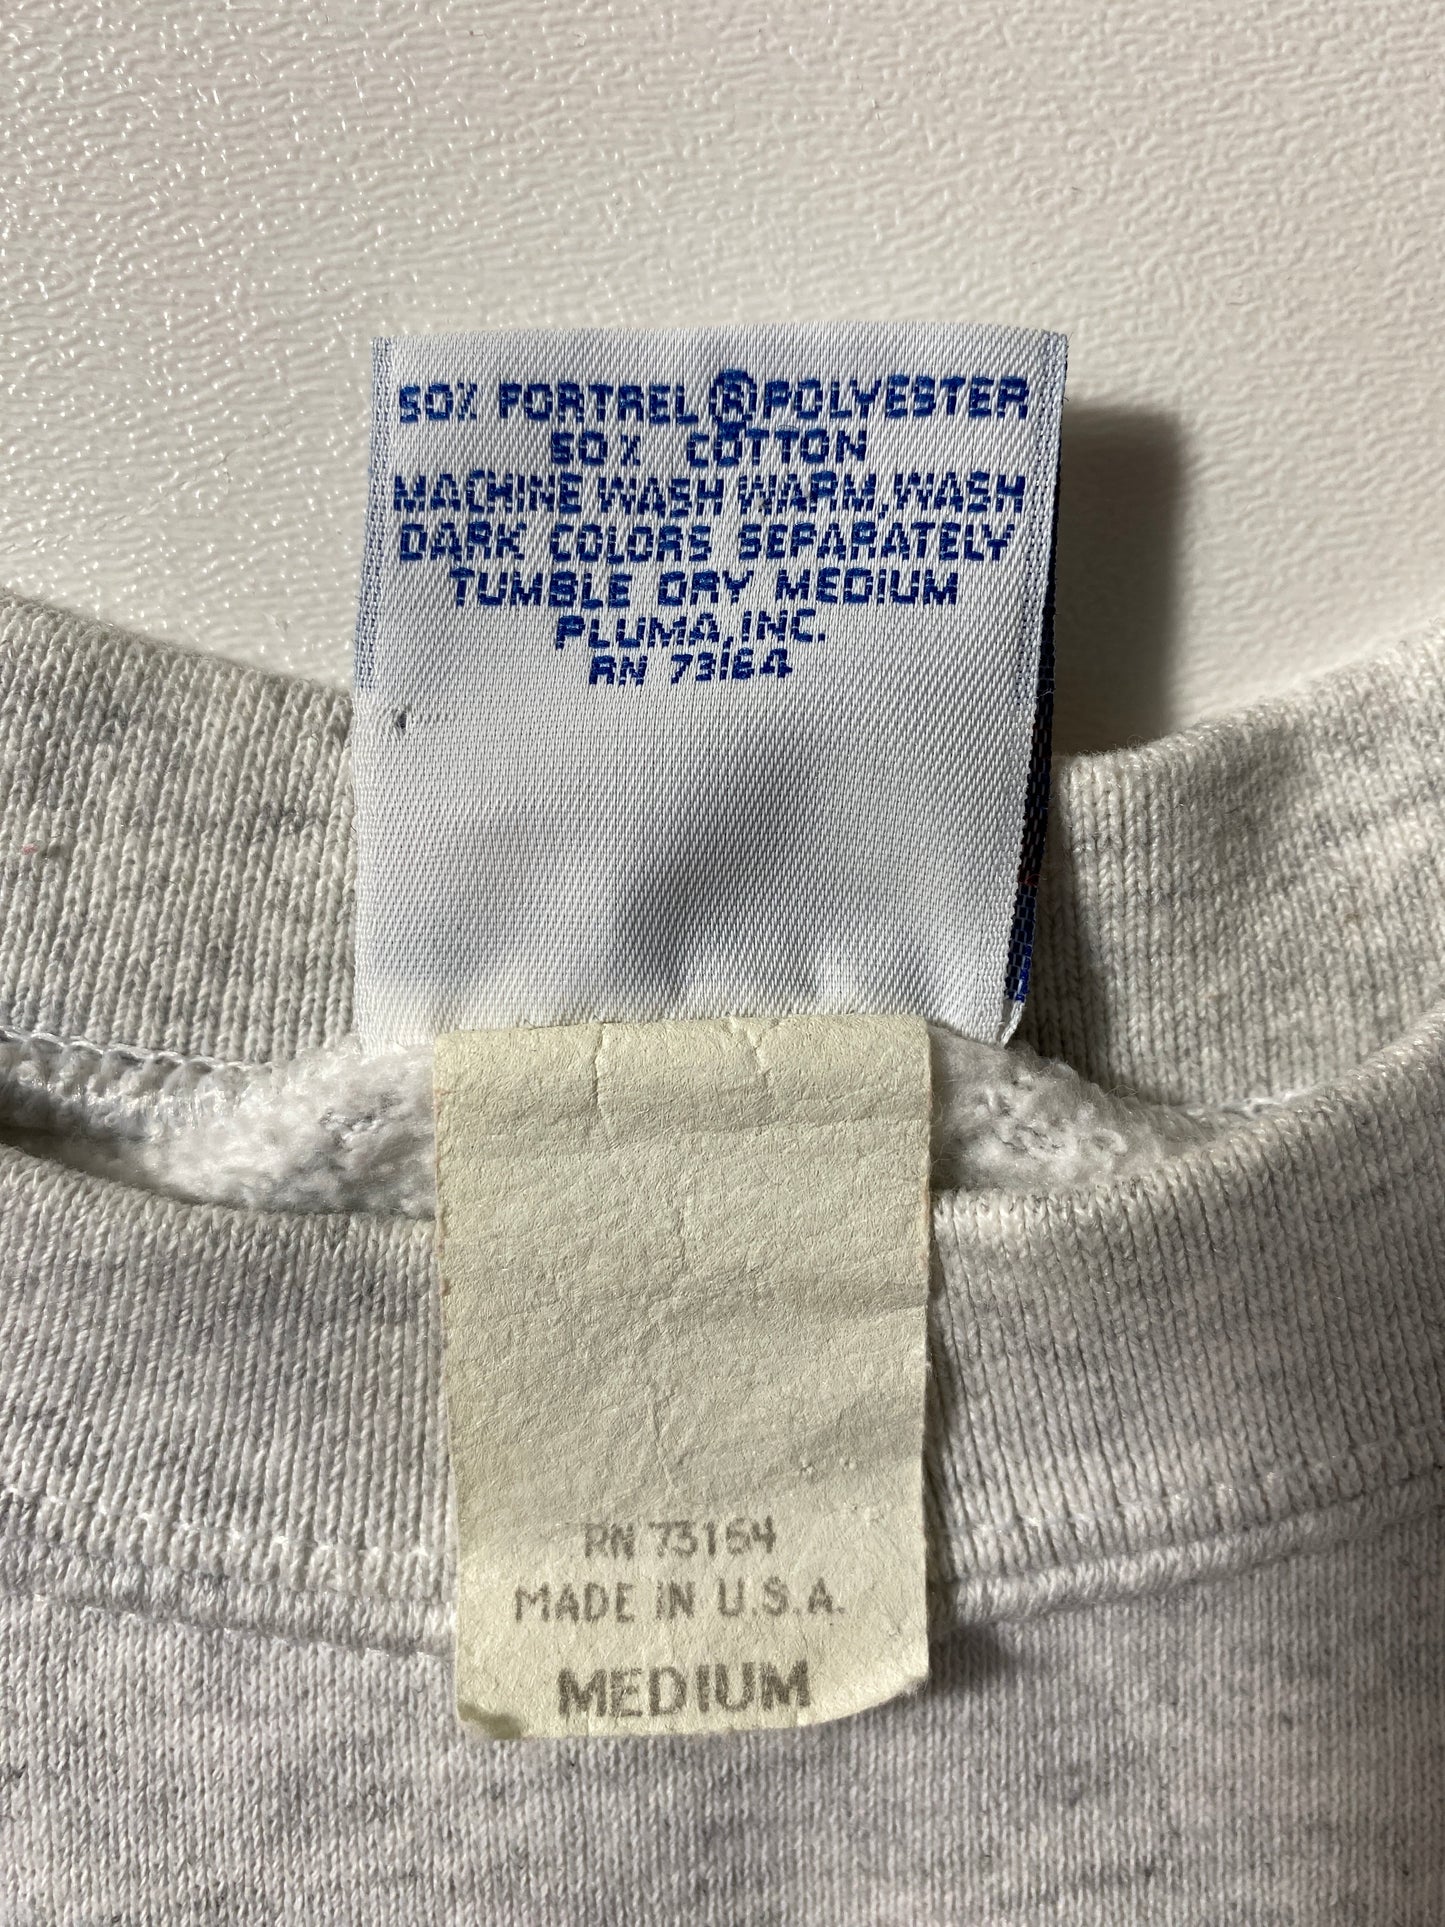 50% FORTREL ® POLYESTER
50% COTTON
MACHINE WASH WARM, WASH
DARK COLORS SEPARATELY
TUMBLE DRY MEDIUM
PLUMA, INC.
RN 73164
RN 73164
MADE IN U.S.A.
MEDIUM